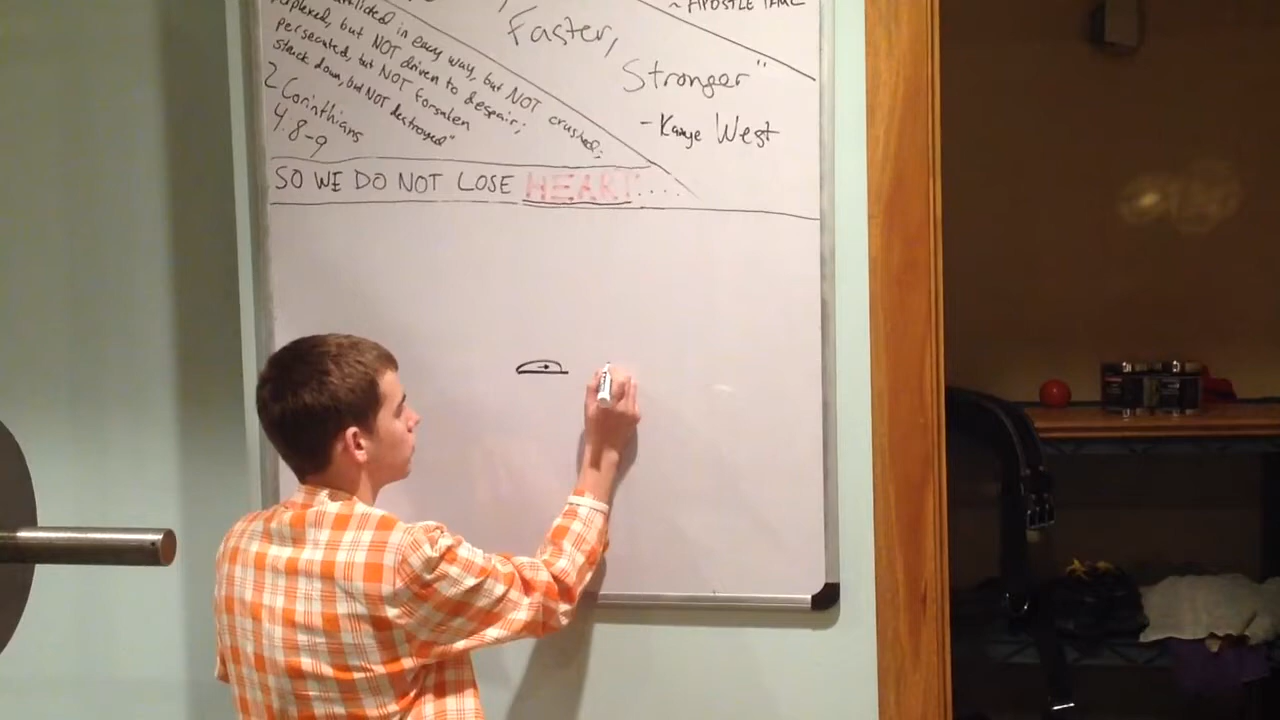 afflicted in every way, but NOT crushed;
perplexed, but NOT driven to despair;
persecuted, but NOT forsaken
struck down, but NOT destroyed"
2 Corinthians
4:8-9
Faster,
Stronger"
- Kanye West
~ APOSTLE PAUL
SO WE DO NOT LOSE HEART.....